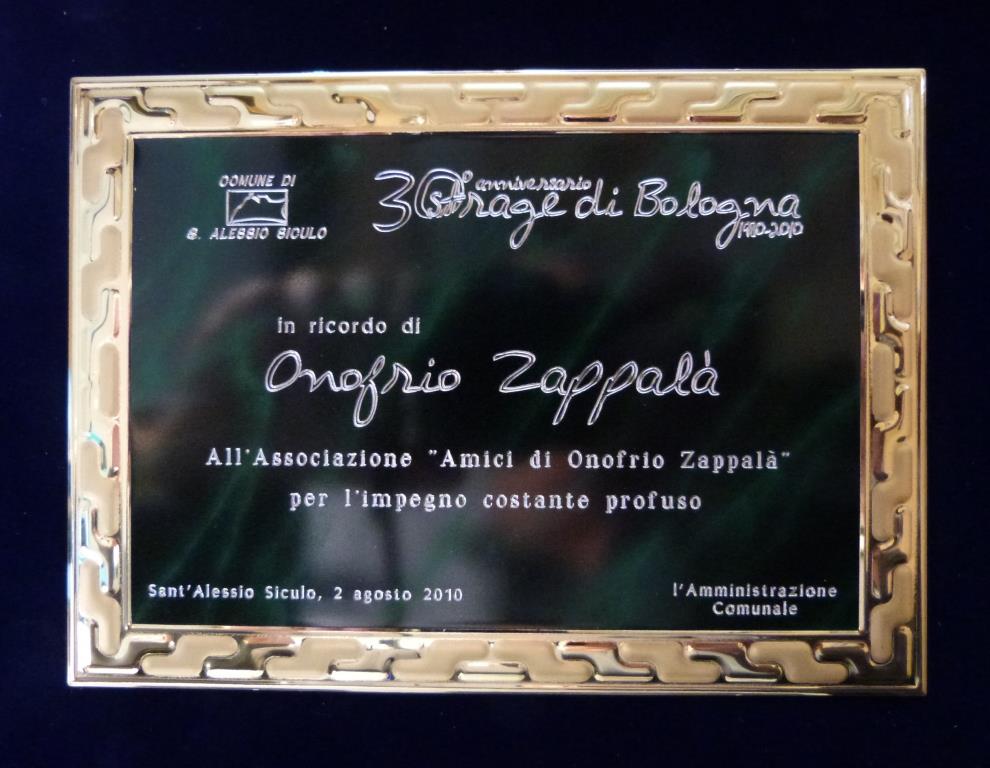 COMUNE DI
S. ALESSIO SICULO
30° anniversario
Strage di Bologna
1980-2010
in ricordo di
Onofrio Zappalà
All'Associazione "Amici di Onofrio Zappalà"
per l'impegno costante profuso
Sant'Alessio Siculo, 2 agosto 2010
l'Amministrazione
Comunale